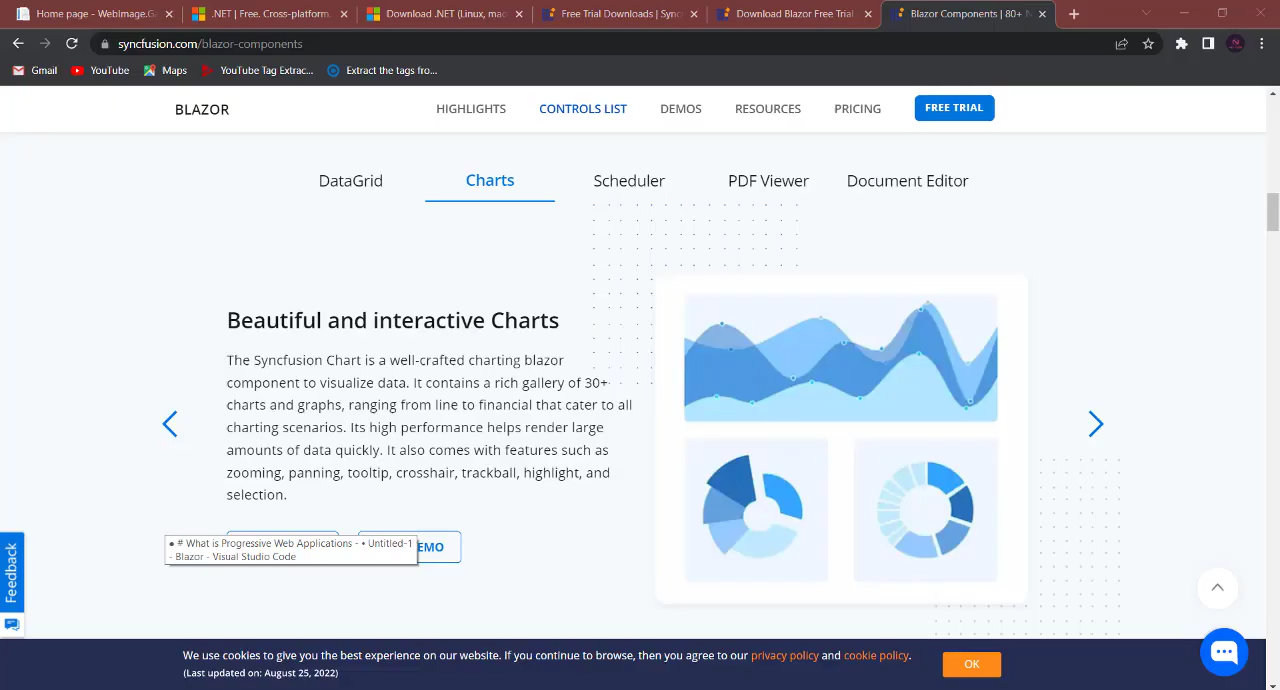 Home page - WebImage.Ga
.NET | Free. Cross-platform.
Download .NET (Linux, mac
Free Trial Downloads | Sync
Download Blazor Free Trial
Blazor Components | 80+ N
syncfusion.com/blazor-components
Gmail
YouTube
Maps
YouTube Tag Extrac...
Extract the tags fro...
BLAZOR
HIGHLIGHTS
CONTROLS LIST
DEMOS
RESOURCES
PRICING
FREE TRIAL
DataGrid
Charts
Scheduler
PDF Viewer
Document Editor
Beautiful and interactive Charts
The Syncfusion Chart is a well-crafted charting blazor
component to visualize data. It contains a rich gallery of 30+
charts and graphs, ranging from line to financial that cater to all
charting scenarios. Its high performance helps render large
amounts of data quickly. It also comes with features such as
zooming, panning, tooltip, crosshair, trackball, highlight, and
selection.
● # What is Progressive Web Applications - • Untitled-1
- Blazor - Visual Studio Code
EMO
Feedback
We use cookies to give you the best experience on our website. If you continue to browse, then you agree to our privacy policy and cookie policy.
(Last updated on: August 25, 2022)
OK